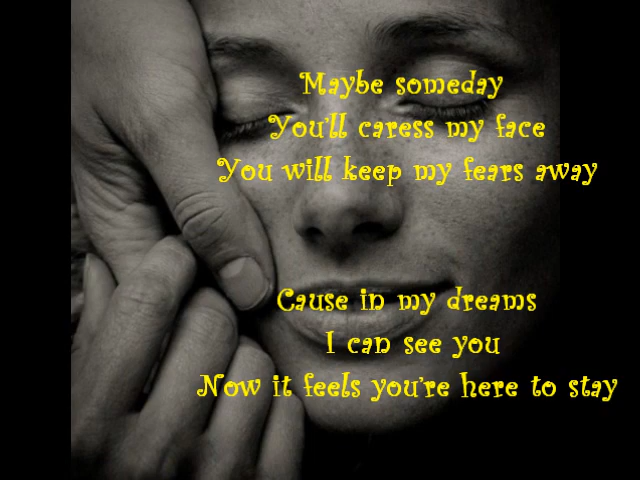 Maybe someday
You'll caress my face
You will keep my fears away
Cause in my dreams
I can see you
Now it feels you're here to stay